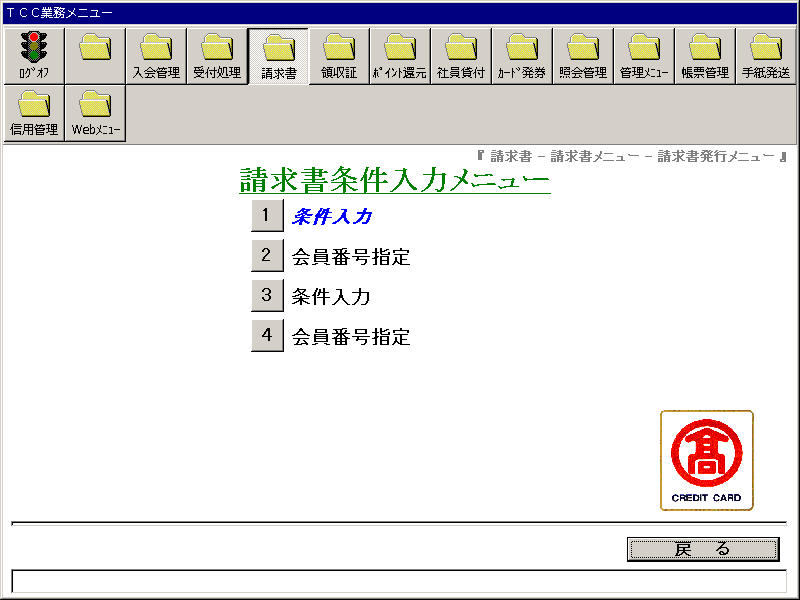 ＴＣＣ業務メニュー
ﾛｸﾞｵﾌ
入会管理
受付処理
請求書
領収証
ﾎﾟｲﾝﾄ還元
社員貸付
ｶｰﾄﾞ発券
照会管理
管理ﾒﾆｭｰ
帳票管理
手紙発送
信用管理
Webﾒﾆｭｰ
『 請求書 − 請求書メニュー − 請求書発行メニュー 』
請求書条件入力メニュー
1 条件入力
2 会員番号指定
3 条件入力
4 会員番号指定
髙
CREDIT CARD
戻 る